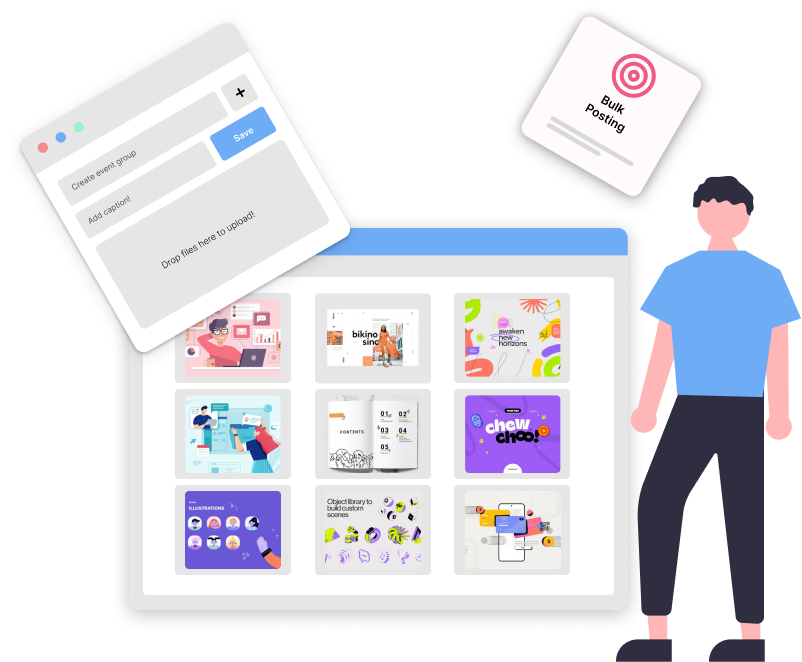 +
Create event group
Save
Add caption!
Drop files here to upload!
Bulk
Posting
bikino
sinc
awaken
new
horizons
CONTENTS
01
02
03
04
05
chew
choo!
ILLUSTRATIONS
Object library to
build custom
scenes